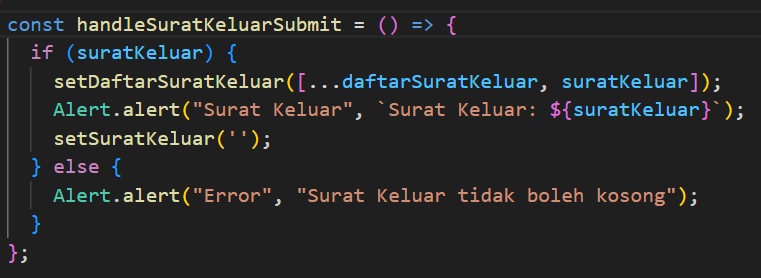 const handleSuratKeluarSubmit = () => {
  if (suratKeluar) {
    setDaftarSuratKeluar([...daftarSuratKeluar, suratKeluar]);
    Alert.alert("Surat Keluar", `Surat Keluar: ${suratKeluar}`);
    setSuratKeluar('');
  } else {
    Alert.alert("Error", "Surat Keluar tidak boleh kosong");
  }
};